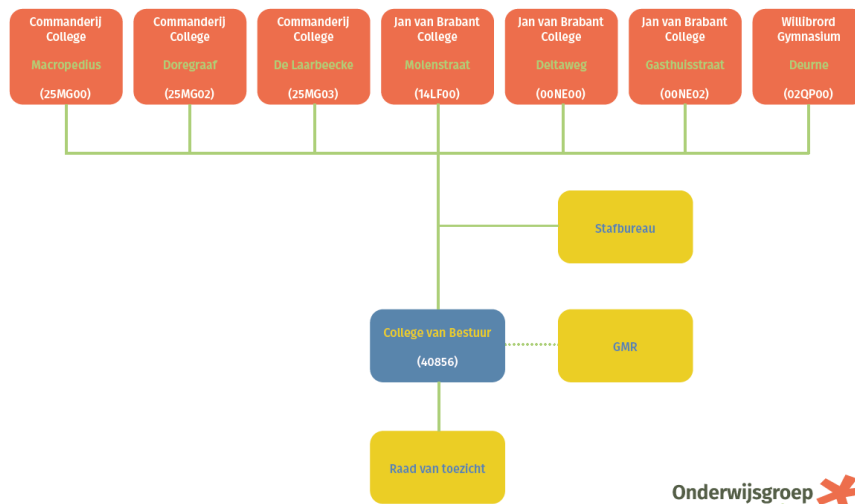 Commanderij
College
Macropedius
(25MG00)
Commanderij
College
Doregraaf
(25MG02)
Commanderij
College
De Laarbeecke
(25MG03)
Jan van Brabant
College
Molenstraat
(14LF00)
Jan van Brabant
College
Deltaweg
(00NE00)
Jan van Brabant
College
Gasthuisstraat
(00NE02)
Willibrord
Gymnasium
Deurne
(02QP00)
Stafbureau
College van Bestuur
(40856)
GMR
Raad van toezicht
Onderwijsgroep